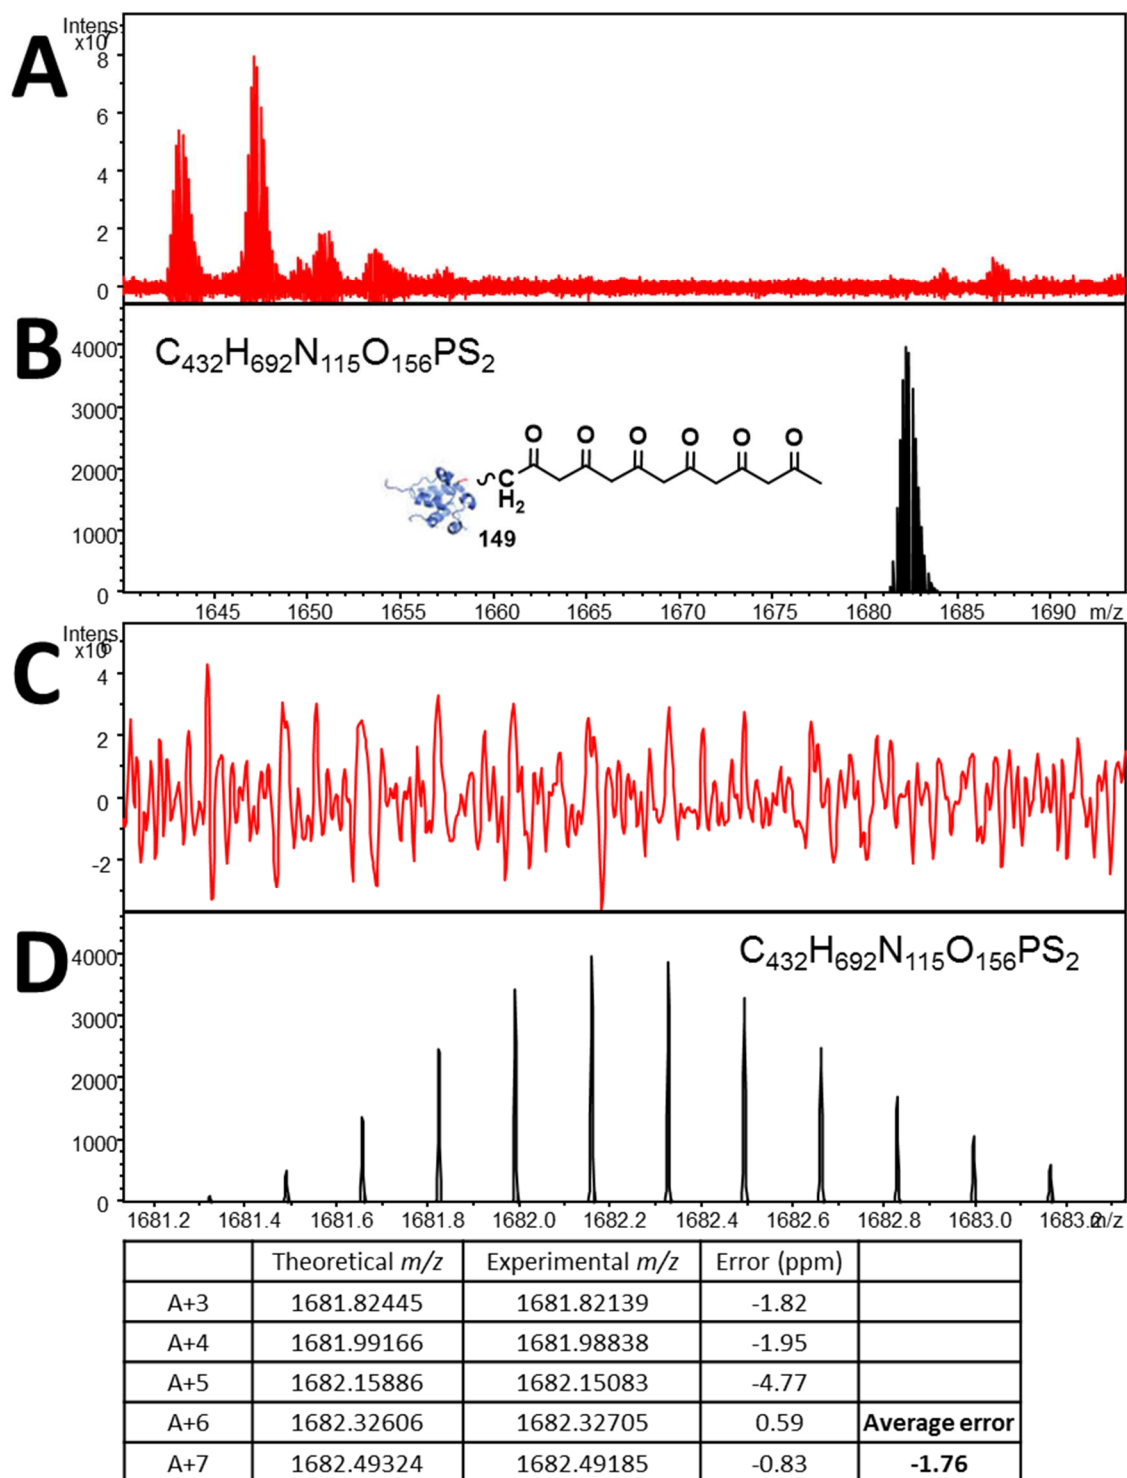 A
Intens.
x10^7
8
6
4
2
0
B
C432H692N115O156PS2
4000
3000
2000
1000
0
O O O O O O
C
H2
149
1645 1650 1655 1660 1665 1670 1675 1680 1685 1690 m/z
C
Intens.
x10^6
4
2
0
-2
D
C432H692N115O156PS2
4000
3000
2000
1000
0
1681.2 1681.4 1681.6 1681.8 1682.0 1682.2 1682.4 1682.6 1682.8 1683.0 1683.2 m/z
Theoretical m/z Experimental m/z Error (ppm)
A+3 1681.82445 1681.82139 -1.82
A+4 1681.99166 1681.98838 -1.95
A+5 1682.15886 1682.15083 -4.77
A+6 1682.32606 1682.32705 0.59 Average error
A+7 1682.49324 1682.49185 -0.83 -1.76